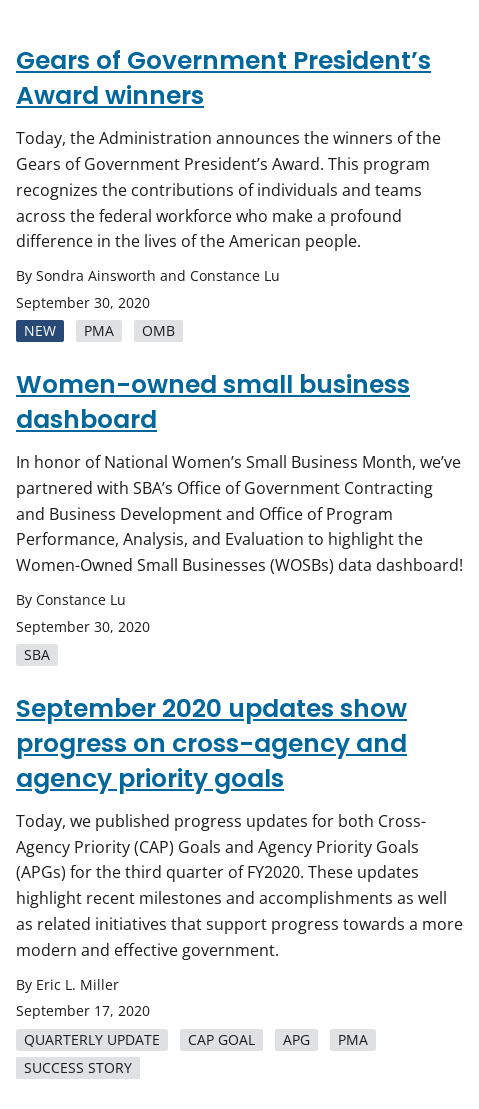 Gears of Government President’s
Award winners
Today, the Administration announces the winners of the
Gears of Government President’s Award. This program
recognizes the contributions of individuals and teams
across the federal workforce who make a profound
difference in the lives of the American people.
By Sondra Ainsworth and Constance Lu
September 30, 2020
NEW PMA OMB
Women-owned small business
dashboard
In honor of National Women’s Small Business Month, we’ve
partnered with SBA’s Office of Government Contracting
and Business Development and Office of Program
Performance, Analysis, and Evaluation to highlight the
Women-Owned Small Businesses (WOSBs) data dashboard!
By Constance Lu
September 30, 2020
SBA
September 2020 updates show
progress on cross-agency and
agency priority goals
Today, we published progress updates for both Cross-
Agency Priority (CAP) Goals and Agency Priority Goals
(APGs) for the third quarter of FY2020. These updates
highlight recent milestones and accomplishments as well
as related initiatives that support progress towards a more
modern and effective government.
By Eric L. Miller
September 17, 2020
QUARTERLY UPDATE CAP GOAL APG PMA
SUCCESS STORY